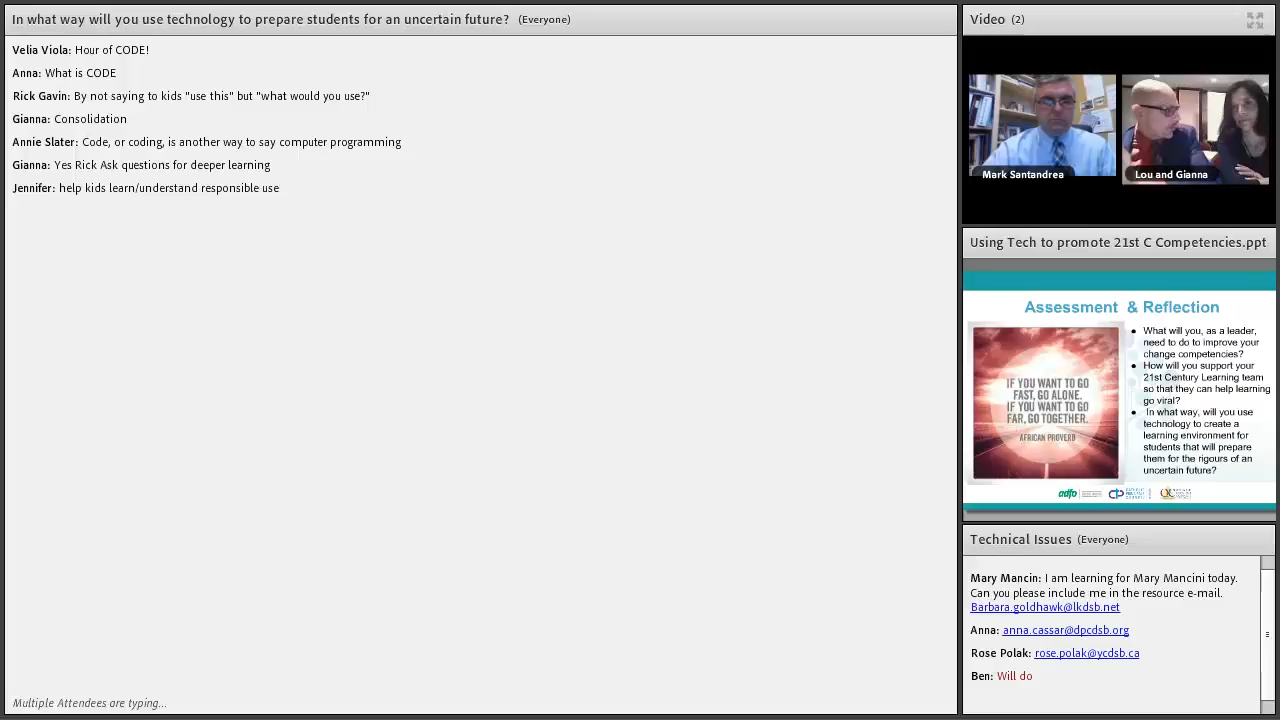 In what way will you use technology to prepare students for an uncertain future? (Everyone)
Velia Viola: Hour of CODE!
Anna: What is CODE
Rick Gavin: By not saying to kids "use this" but "what would you use?"
Gianna: Consolidation
Annie Slater: Code, or coding, is another way to say computer programming
Gianna: Yes Rick Ask questions for deeper learning
Jennifer: help kids learn/understand responsible use
Multiple Attendees are typing...
Video (2)
Mark Santandrea
Lou and Gianna
Using Tech to promote 21st C Competencies.ppt
Assessment & Reflection
IF YOU WANT TO GO
FAST, GO ALONE.
IF YOU WANT TO GO
FAR, GO TOGETHER.
AFRICAN PROVERB
• What will you, as a leader,
need to do to improve your
change competencies?
• How will you support your
21st Century Learning team
so that they can help learning
go viral?
• In what way, will you use
technology to create a
learning environment for
students that will prepare
them for the rigours of an
uncertain future?
adfo
Technical Issues (Everyone)
Mary Mancin: I am learning for Mary Mancini today.
Can you please include me in the resource e-mail.
Barbara.goldhawk@lkdsb.net
Anna: anna.cassar@dpcdsb.org
Rose Polak: rose.polak@ycdsb.ca
Ben: Will do